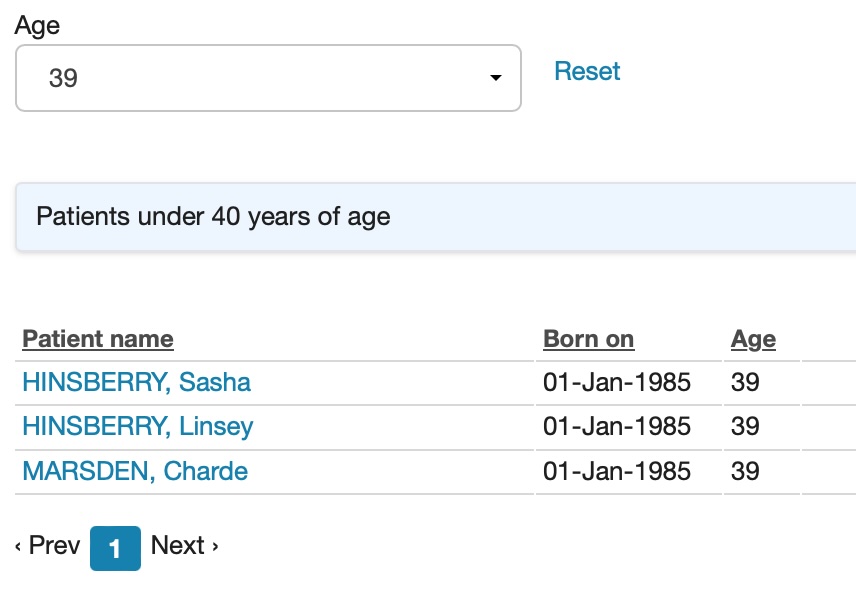 Age
39 Reset
Patients under 40 years of age
Patient name Born on Age
HINSBERRY, Sasha 01-Jan-1985 39
HINSBERRY, Linsey 01-Jan-1985 39
MARSDEN, Charde 01-Jan-1985 39
‹ Prev 1 Next ›